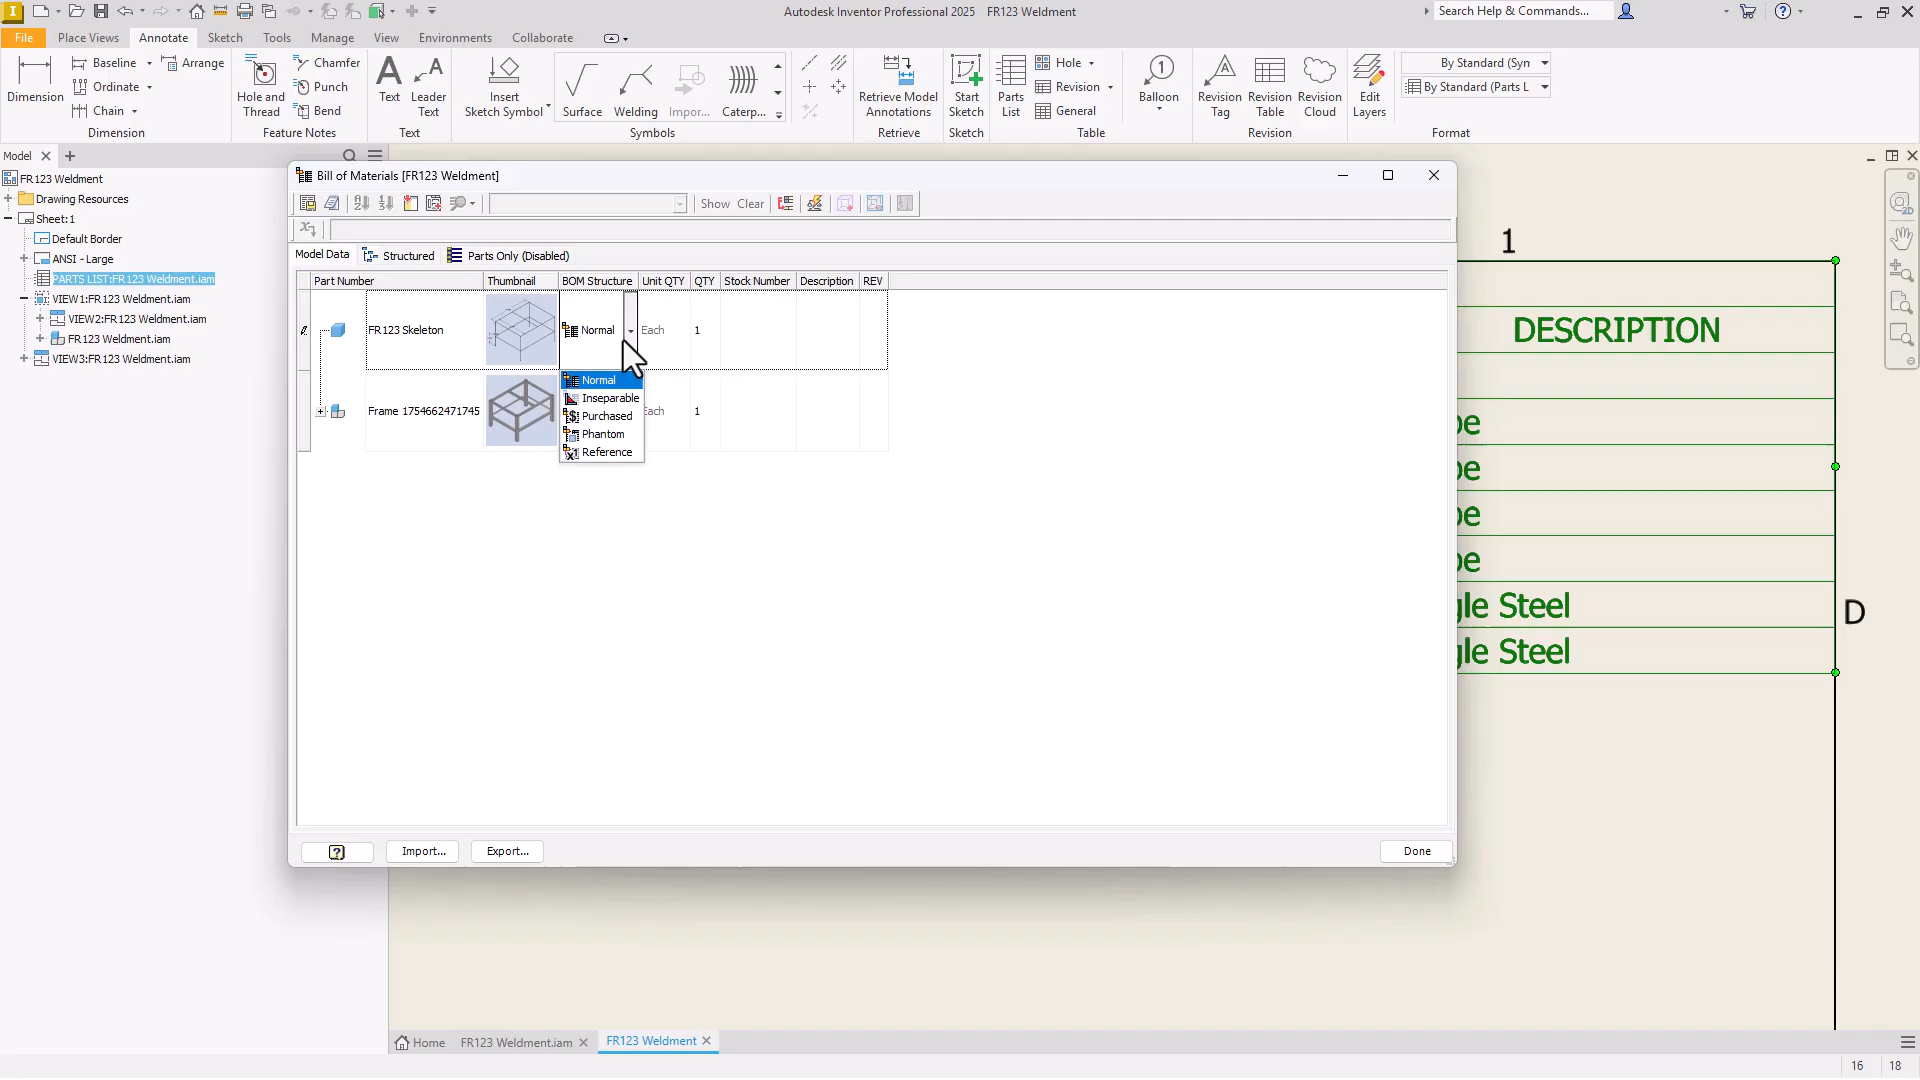 Autodesk Inventor Professional 2025 FR123 Weldment
Search Help & Commands...
File Place Views Annotate Sketch Tools Manage View Environments Collaborate
Dimension
Baseline
Ordinate
Chain
Arrange
Dimension
Hole and Thread
Chamfer
Punch
Bend
Feature Notes
Text
Leader Text
Text
Insert Sketch Symbol
Surface
Welding
Impor...
Caterp...
Symbols
Retrieve Model Annotations
Retrieve
Start Sketch
Sketch
Parts List
Hole
Revision
General
Table
Balloon
Revision Tag
Revision Table
Revision Cloud
Revision
Edit Layers
By Standard (Syn
By Standard (Parts L
Format
Model
FR123 Weldment
Drawing Resources
Sheet:1
Default Border
ANSI - Large
PARTS LIST:FR123 Weldment.iam
VIEW1:FR123 Weldment.iam
VIEW2:FR123 Weldment.iam
FR123 Weldment.iam
VIEW3:FR123 Weldment.iam
Bill of Materials [FR123 Weldment]
Show Clear
Model Data Structured Parts Only (Disabled)
Part Number Thumbnail BOM Structure Unit QTY QTY Stock Number Description REV
FR123 Skeleton Normal Each 1
Frame 1754662471745 Each 1
Normal
Inseparable
Purchased
Phantom
Reference
Import... Export... Done
1
DESCRIPTION
pe
pe
pe
pe
gle Steel
gle Steel
D
Home FR123 Weldment.iam FR123 Weldment
16 18